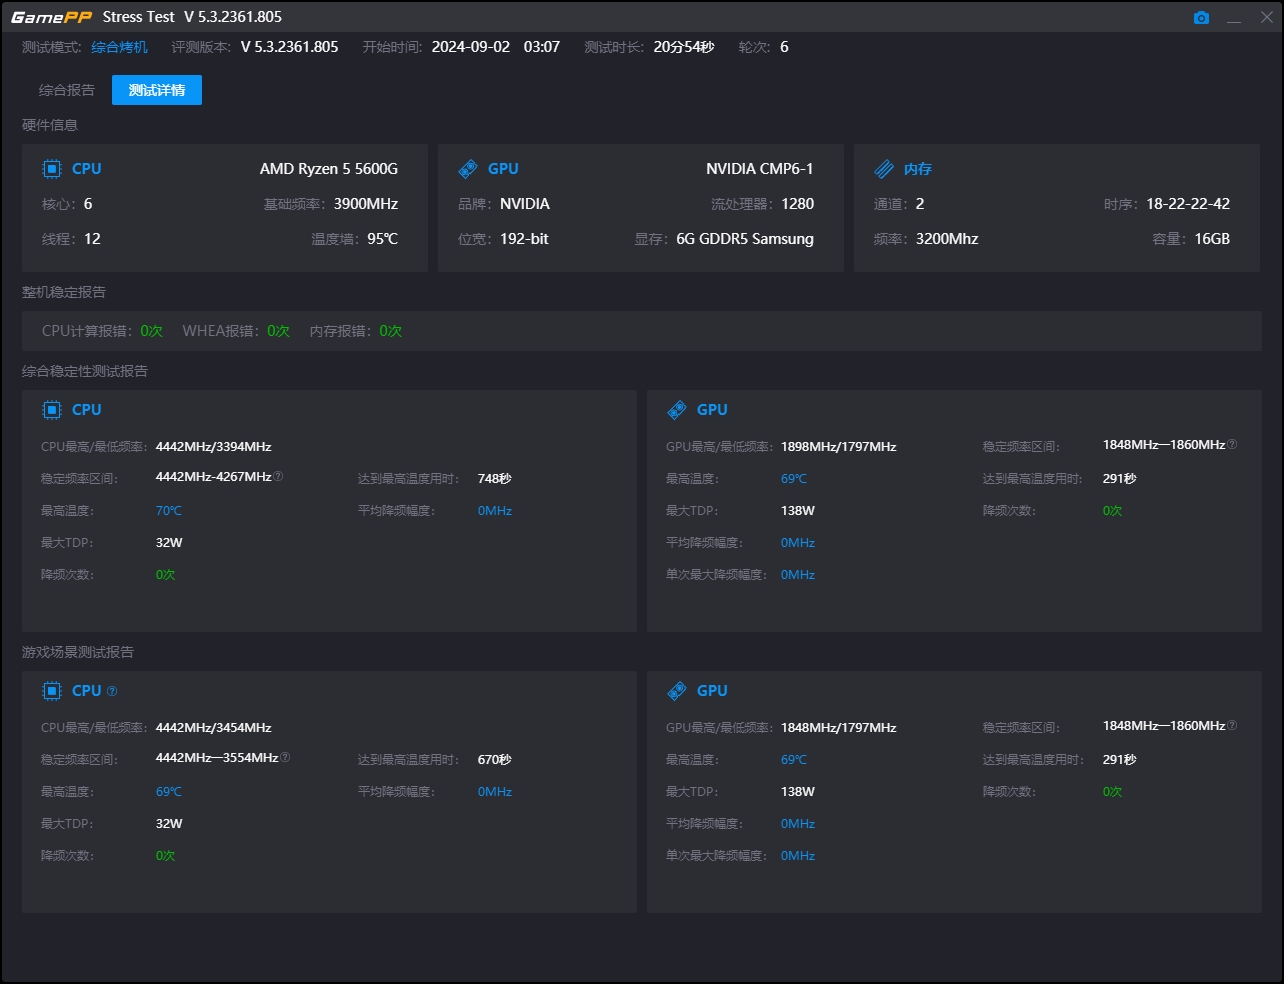 GamePP Stress Test V 5.3.2361.805
测试模式: 综合烤机 评测版本: V 5.3.2361.805 开始时间: 2024-09-02 03:07 测试时长: 20分54秒 轮次: 6
综合报告 测试详情
硬件信息
CPU AMD Ryzen 5 5600G
核心: 6 基础频率: 3900MHz
线程: 12 温度墙: 95℃
GPU NVIDIA CMP6-1
品牌: NVIDIA 流处理器: 1280
位宽: 192-bit 显存: 6G GDDR5 Samsung
内存
通道: 2 时序: 18-22-22-42
频率: 3200Mhz 容量: 16GB
整机稳定报告
CPU计算报错: 0次 WHEA报错: 0次 内存报错: 0次
综合稳定性测试报告
CPU
CPU最高/最低频率: 4442MHz/3394MHz
稳定频率区间: 4442MHz-4267MHz? 达到最高温度用时: 748秒
最高温度: 70℃ 平均降频幅度: 0MHz
最大TDP: 32W
降频次数: 0次
GPU
GPU最高/最低频率: 1898MHz/1797MHz 稳定频率区间: 1848MHz—1860MHz?
最高温度: 69℃ 达到最高温度用时: 291秒
最大TDP: 138W 降频次数: 0次
平均降频幅度: 0MHz
单次最大降频幅度: 0MHz
游戏场景测试报告
CPU ?
CPU最高/最低频率: 4442MHz/3454MHz
稳定频率区间: 4442MHz—3554MHz? 达到最高温度用时: 670秒
最高温度: 69℃ 平均降频幅度: 0MHz
最大TDP: 32W
降频次数: 0次
GPU
GPU最高/最低频率: 1848MHz/1797MHz 稳定频率区间: 1848MHz—1860MHz?
最高温度: 69℃ 达到最高温度用时: 291秒
最大TDP: 138W 降频次数: 0次
平均降频幅度: 0MHz
单次最大降频幅度: 0MHz